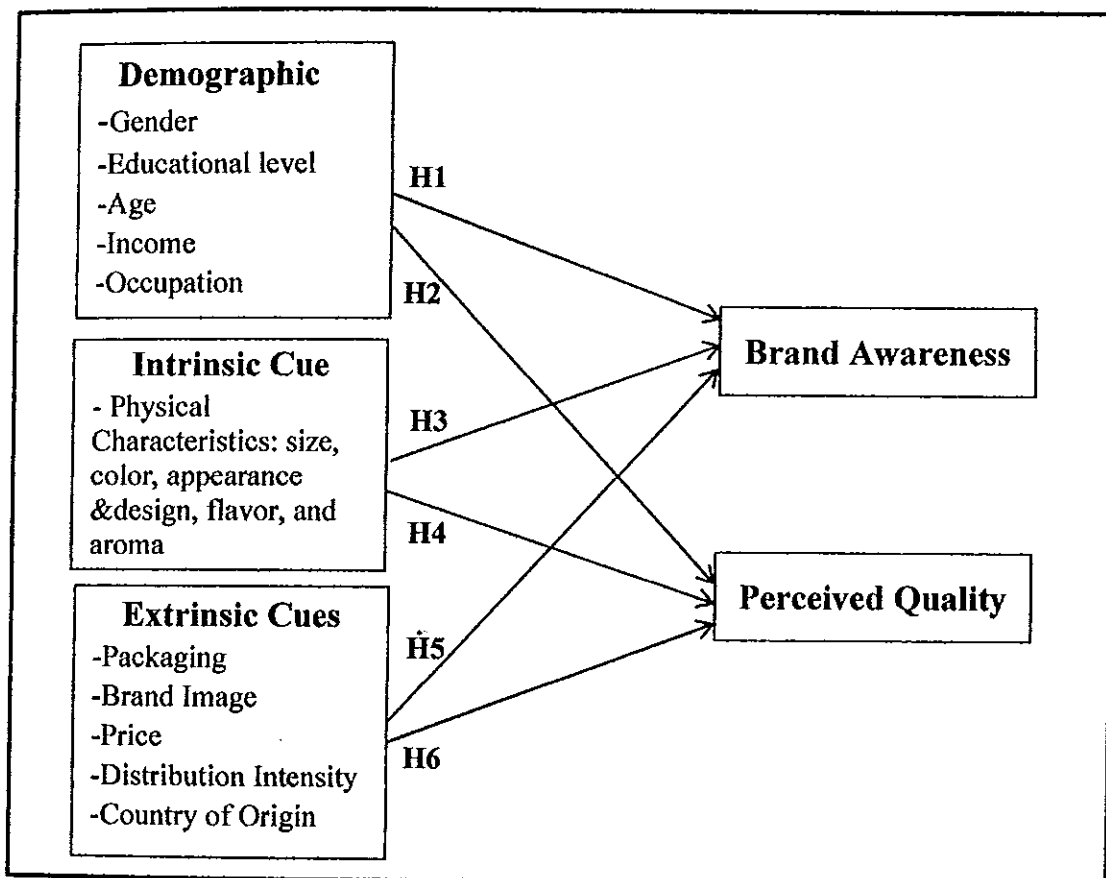 Demographic
-Gender
-Educational level
-Age
-Income
-Occupation
H1
H2
Intrinsic Cue
- Physical
Characteristics: size,
color, appearance
&design, flavor, and
aroma
H3
H4
Extrinsic Cues
-Packaging
-Brand Image
-Price
-Distribution Intensity
-Country of Origin
H5
H6
Brand Awareness
Perceived Quality